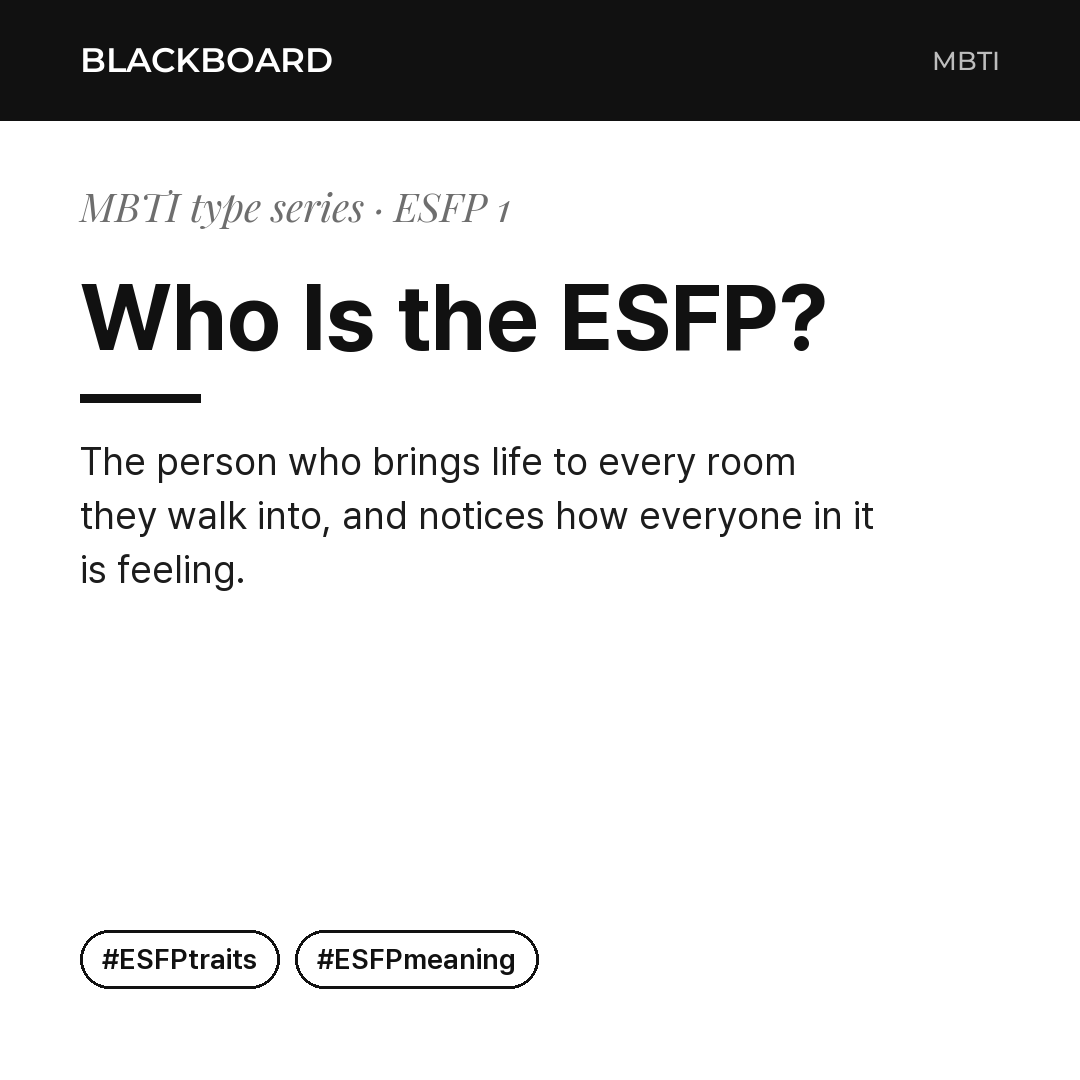 BLACKBOARD
MBTI
MBTI type series · ESFP 1
Who Is the ESFP?
The person who brings life to every room
they walk into, and notices how everyone in it
is feeling.
#ESFPtraits
#ESFPmeaning